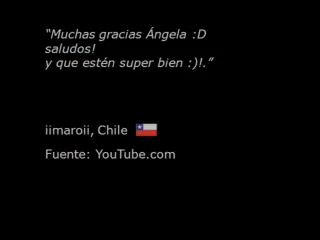 “Muchas gracias Ángela :D
saludos!
y que estén super bien :)!.”
iimaroii, Chile
Fuente: YouTube.com